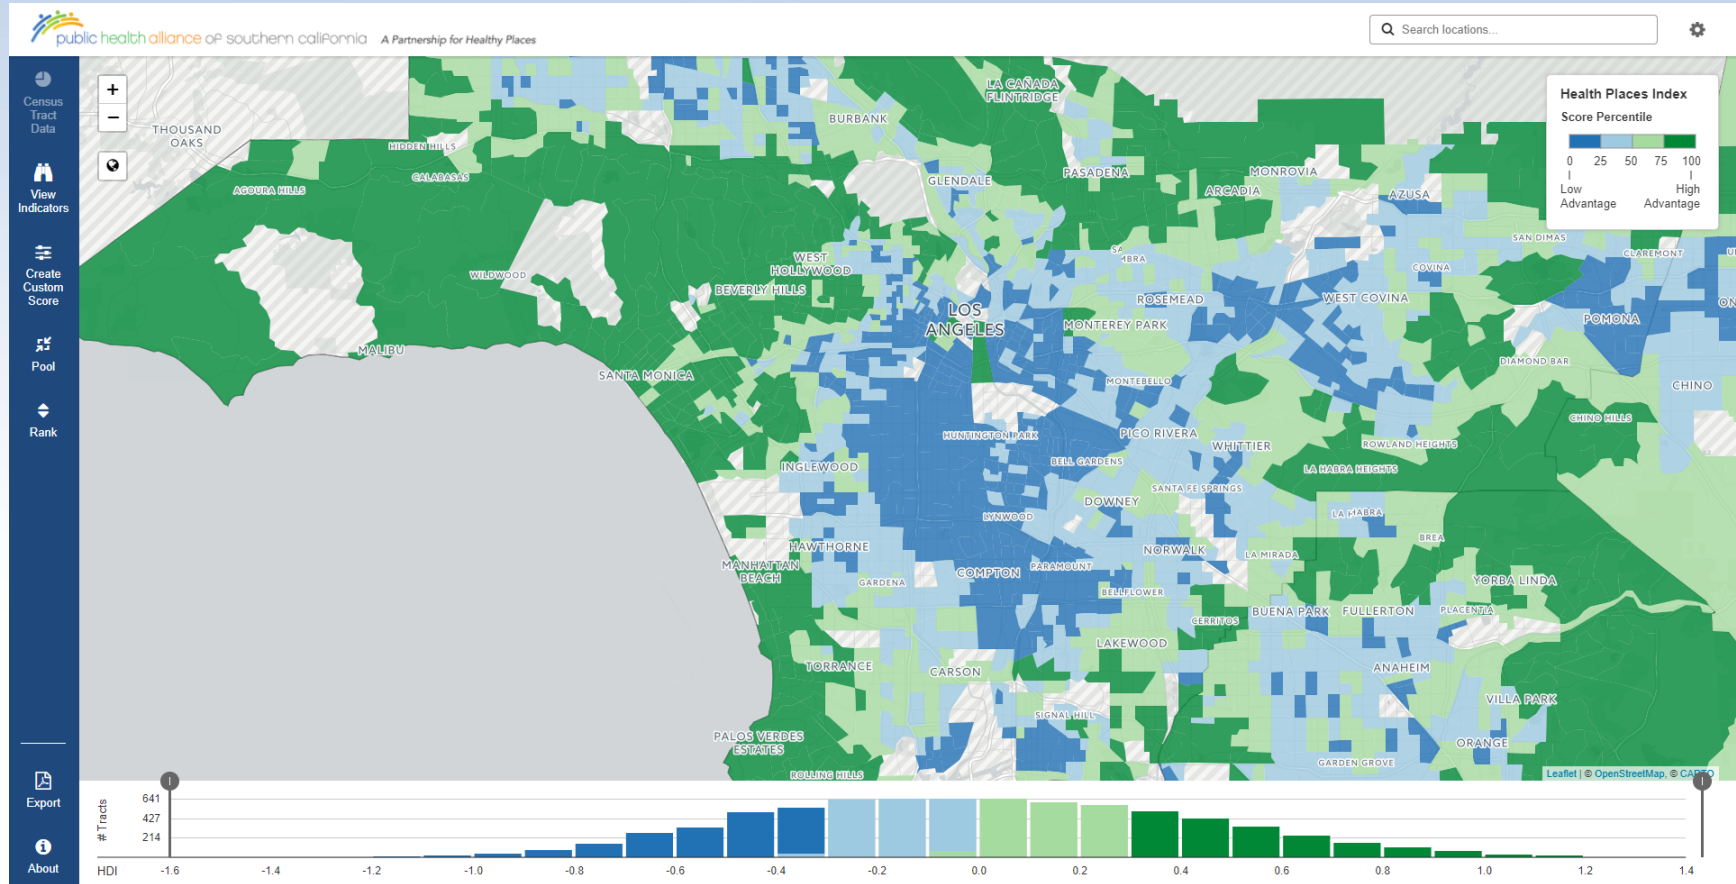 public health alliance of southern california
A Partnership for Healthy Places
Search locations...
Census
Tract
Data
View
Indicators
Create
Custom
Score
Pool
Rank
Export
About
+
−
Health Places Index
Score Percentile
0 25 50 75 100
Low
Advantage
High
Advantage
THOUSAND
OAKS
HIDDEN HILLS
CALABASAS
AGOURA HILLS
WILDWOOD
MALIBU
BURBANK
LA CAÑADA
FLINTRIDGE
GLENDALE
PASADENA
MONROVIA
ARCADIA
AZUSA
SAN DIMAS
CLAREMONT
COVINA
WEST
HOLLYWOOD
BEVERLY HILLS
LOS
ANGELES
ROSEMEAD
WEST COVINA
MONTEREY PARK
POMONA
SANTA MONICA
MONTEBELLO
DIAMOND BAR
CHINO
CHINO HILLS
HUNTINGTON PARK
PICO RIVERA
WHITTIER
ROWLAND HEIGHTS
INGLEWOOD
BELL GARDENS
LA HABRA HEIGHTS
SANTA FE SPRINGS
DOWNEY
LYNWOOD
BREA
HAWTHORNE
NORWALK
LA MIRADA
MANHATTAN
BEACH
COMPTON
PARAMOUNT
GARDENA
BELLFLOWER
YORBA LINDA
BUENA PARK
FULLERTON
PLACENTIA
CERRITOS
LAKEWOOD
TORRANCE
CARSON
ANAHEIM
SIGNAL HILL
VILLA PARK
PALOS VERDES
ESTATES
ORANGE
GARDEN GROVE
ROLLING HILLS
Leaflet | © OpenStreetMap, © CARTO
# Tracts
641
427
214
HDI -1.6 -1.4 -1.2 -1.0 -0.8 -0.6 -0.4 -0.2 0.0 0.2 0.4 0.6 0.8 1.0 1.2 1.4